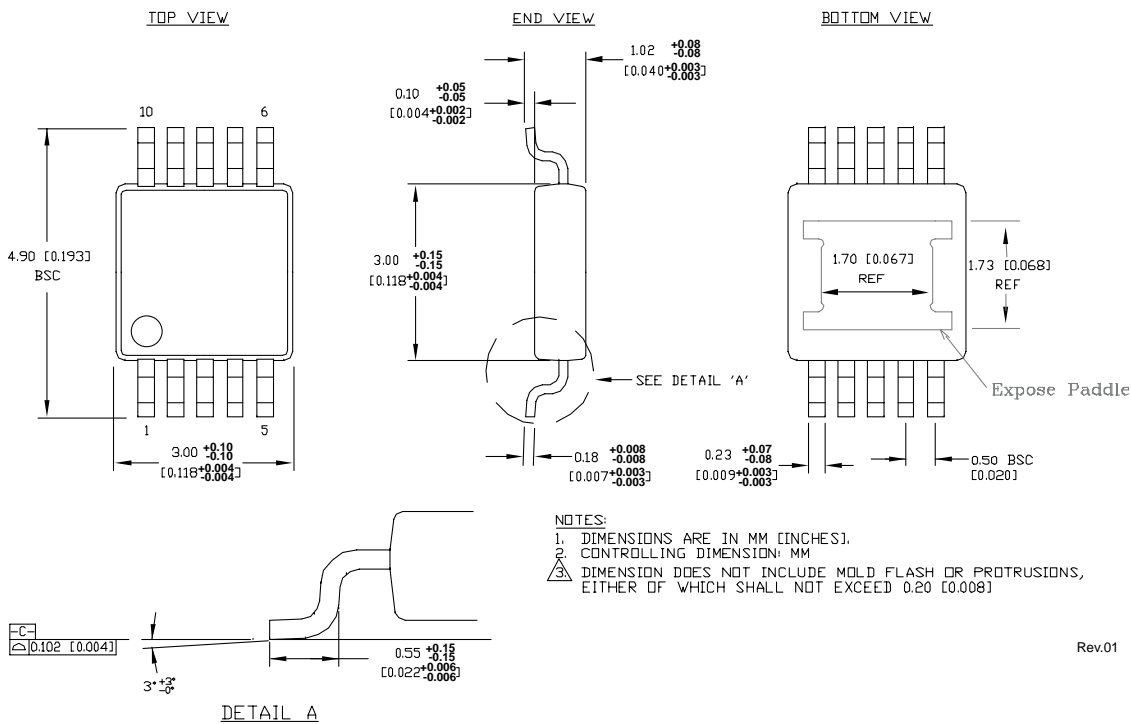 TOP VIEW
END VIEW
BOTTOM VIEW
1.02 +0.08 -0.08
[0.040+0.003 -0.003]
0.10 +0.05 -0.05
[0.004+0.002 -0.002]
10
6
4.90 [0.193]
BSC
3.00 +0.15 -0.15
[0.118+0.004 -0.004]
1.70 [0.067]
REF
1.73 [0.068]
REF
SEE DETAIL 'A'
Expose Paddle
1
5
3.00 +0.10 -0.10
[0.118+0.004 -0.004]
0.18 +0.008 -0.008
[0.007+0.003 -0.003]
0.23 +0.07 -0.08
[0.009+0.003 -0.003]
0.50 BSC
[0.020]
NOTES:
1. DIMENSIONS ARE IN MM [INCHES].
2. CONTROLLING DIMENSION: MM
3. DIMENSION DOES NOT INCLUDE MOLD FLASH OR PROTRUSIONS,
EITHER OF WHICH SHALL NOT EXCEED 0.20 [0.008]
-C-
⌓ 0.102 [0.004]
3° +3° -0°
0.55 +0.15 -0.15
[0.022+0.006 -0.006]
DETAIL A
Rev.01